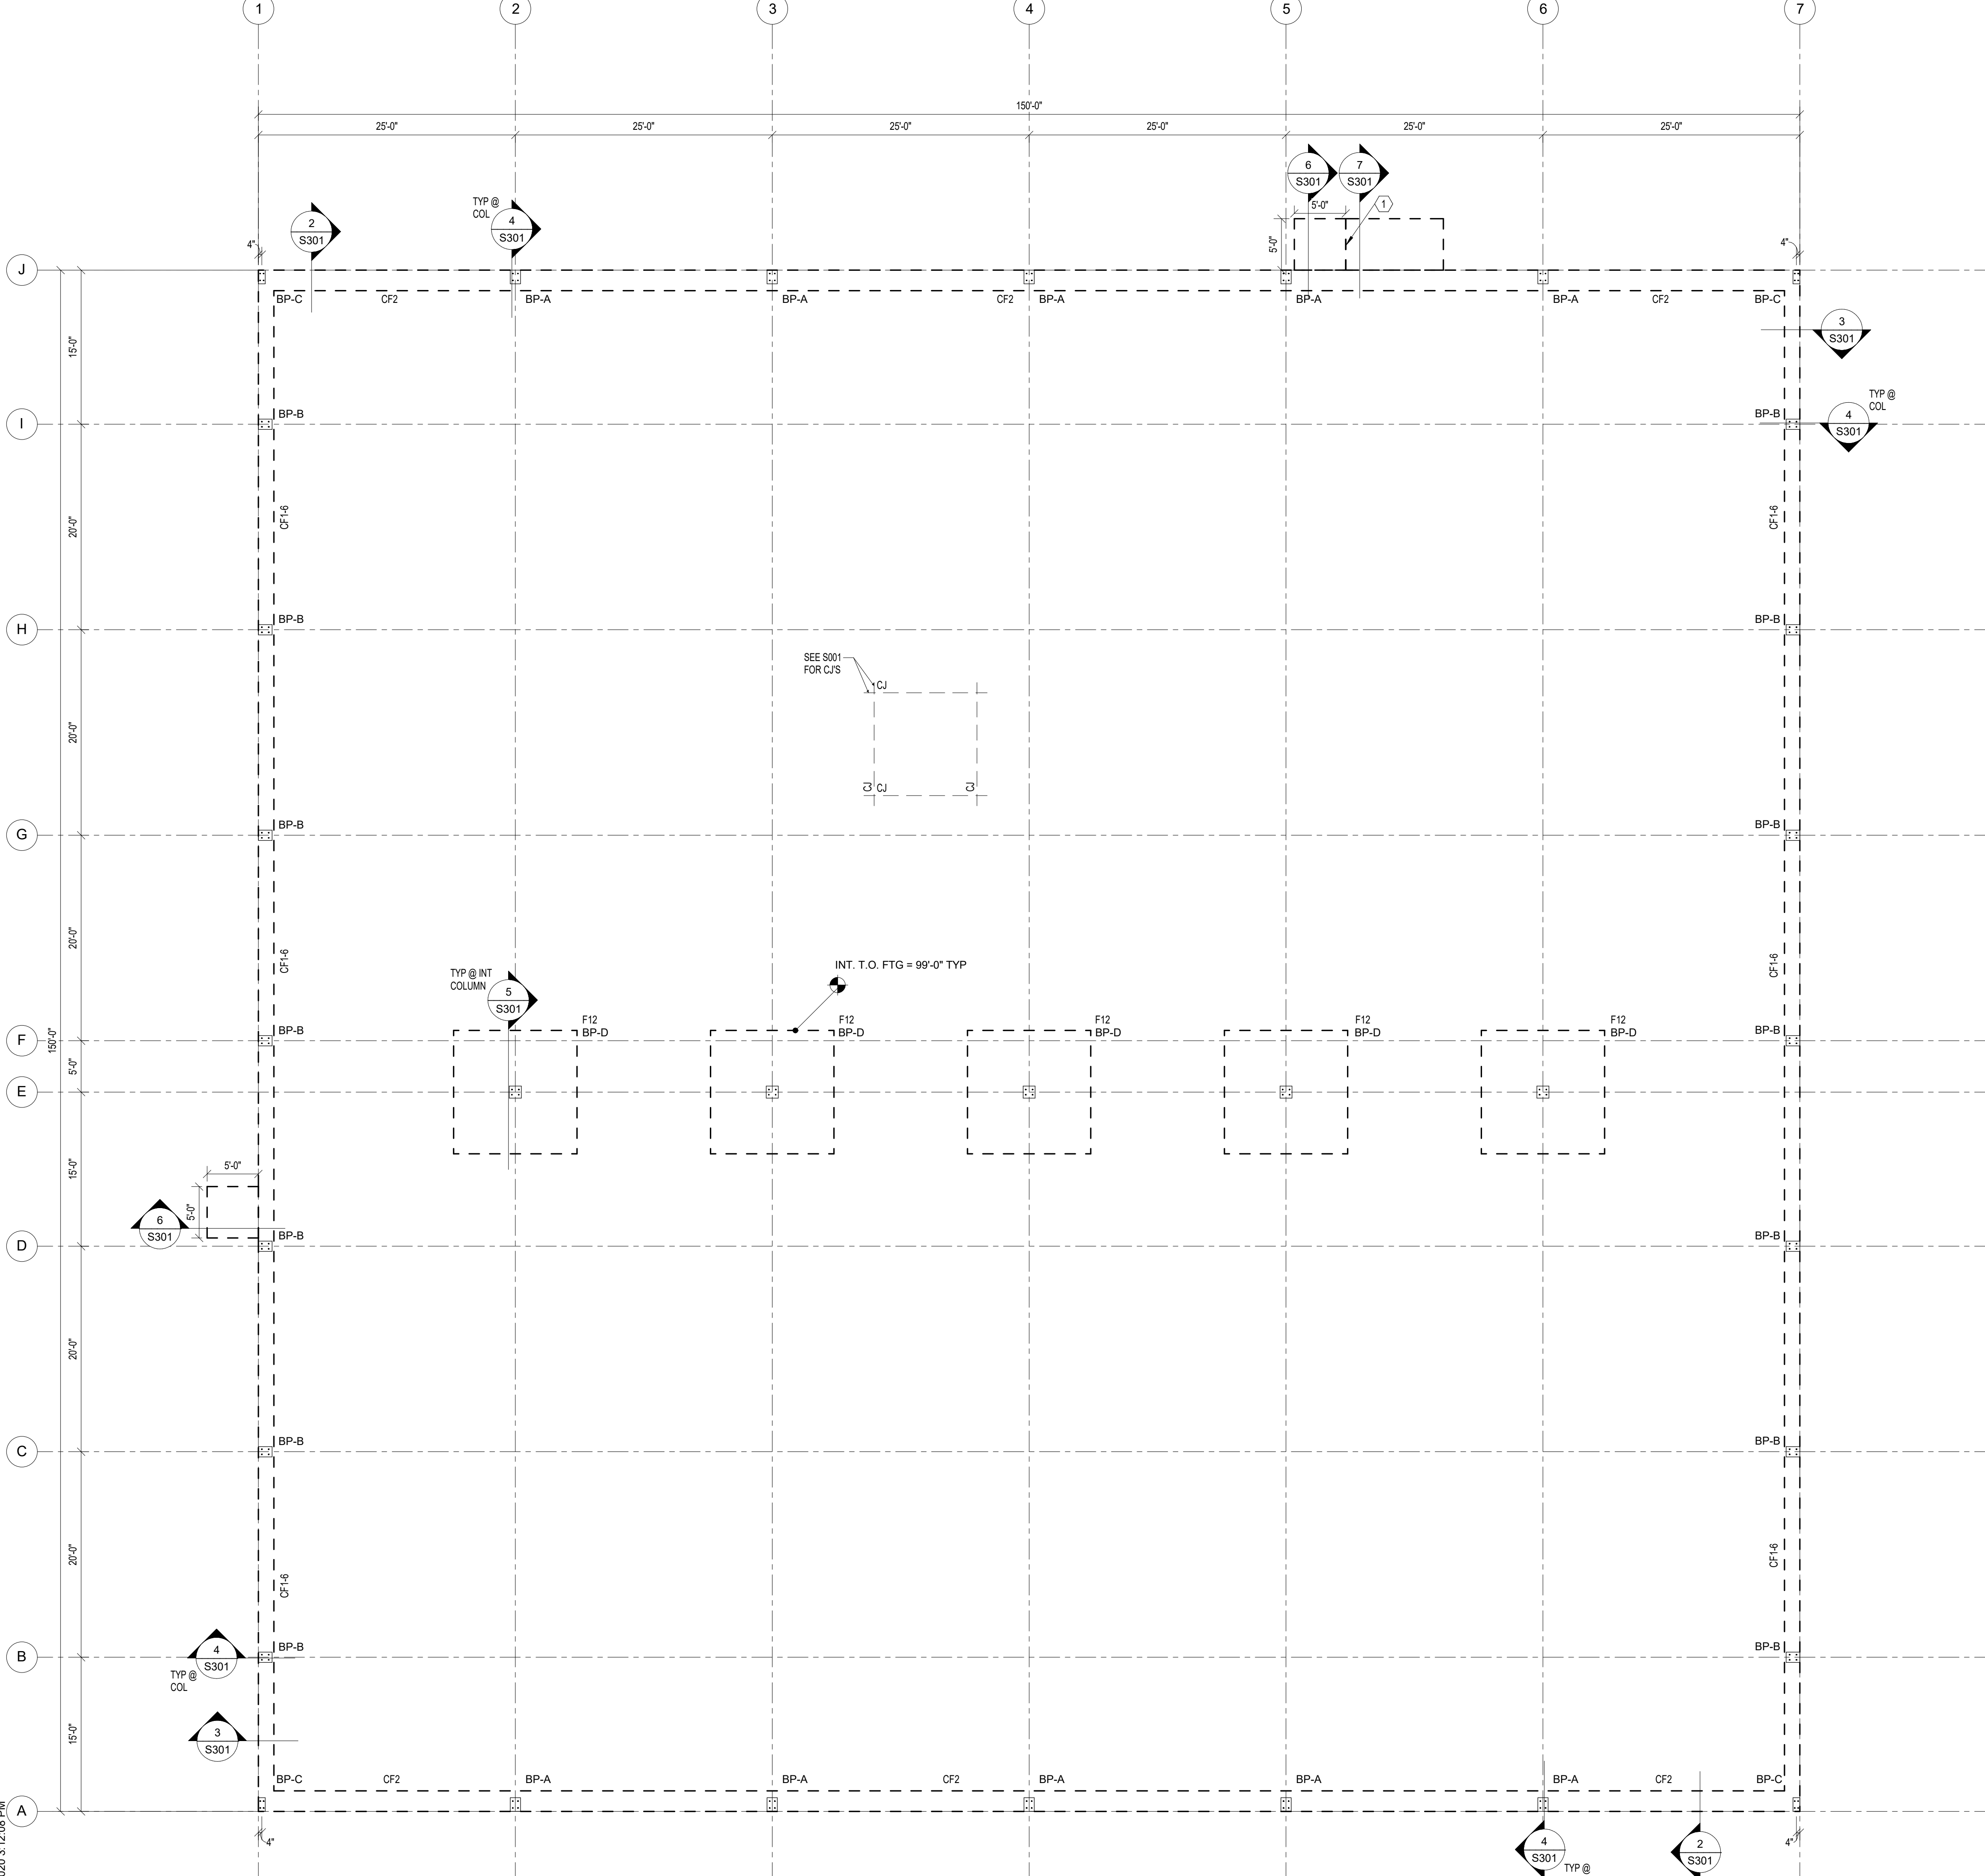 1 2 3 4 5 6 7
150'-0"
25'-0" 25'-0" 25'-0" 25'-0" 25'-0" 25'-0"
6 S301
7 S301
1
5'-0"
5'-0"
TYP @
COL
4 S301
2 S301
4"
4"
J
BP-C CF2 BP-A BP-A CF2 BP-A BP-A BP-A CF2 BP-C
3 S301
15'-0"
TYP @
COL
4 S301
I
BP-B BP-B
CF1-6 CF1-6
20'-0"
H
BP-B BP-B
SEE S001
FOR CJ'S
CJ
CJ CJ CJ
20'-0"
G
BP-B BP-B
20'-0"
CF1-6 CF1-6
INT. T.O. FTG = 99'-0" TYP
TYP @ INT
COLUMN
5 S301
F12 F12 F12 F12 F12
BP-D BP-D BP-D BP-D BP-D
F
BP-B BP-B
150'-0"
5'-0"
E
15'-0"
5'-0"
5'-0"
6 S301
D
BP-B BP-B
20'-0"
C
BP-B BP-B
20'-0"
CF1-6 CF1-6
B
BP-B BP-B
4 S301
TYP @
COL
15'-0"
3 S301
BP-C CF2 BP-A BP-A CF2 BP-A BP-A BP-A CF2 BP-C
A
4"
4"
4 S301
TYP @
2 S301
3:12:08 PM